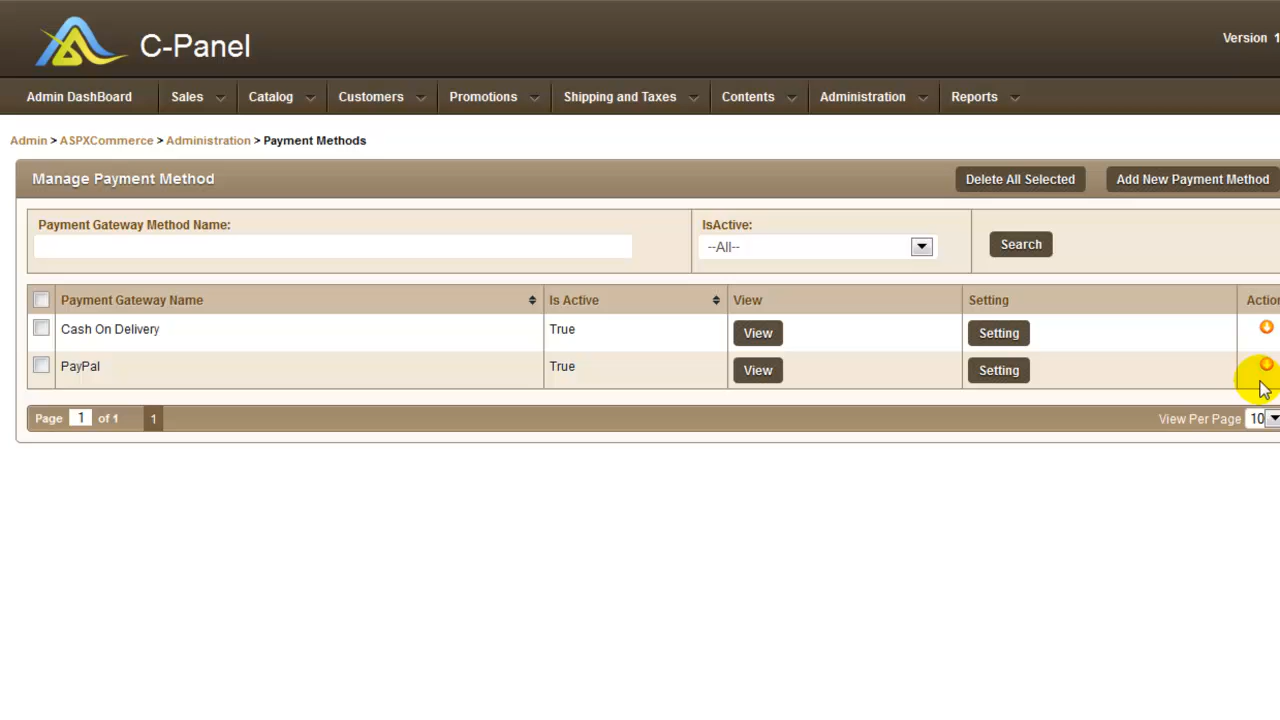 C-Panel
Version 1
Admin DashBoard Sales Catalog Customers Promotions Shipping and Taxes Contents Administration Reports
Admin > ASPXCommerce > Administration > Payment Methods
Manage Payment Method Delete All Selected Add New Payment Method
Payment Gateway Method Name: IsActive:
--All-- Search
Payment Gateway Name Is Active View Setting Action
Cash On Delivery True View Setting
PayPal True View Setting
Page 1 of 1 1 View Per Page 10